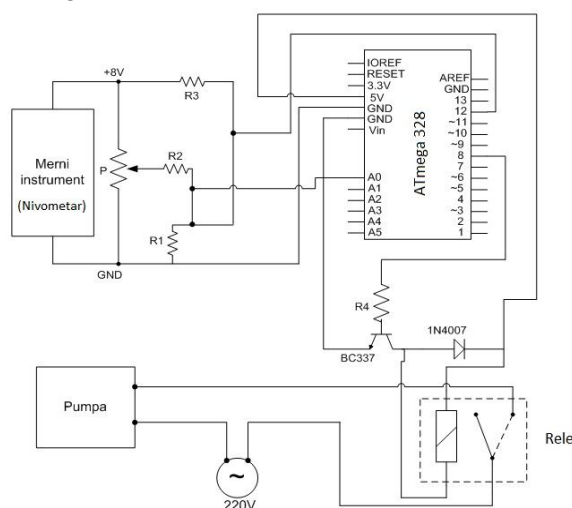 +8V
R3
Merni
instrument
(Nivometar)
P
R2
R1
GND
IOREF
RESET
3.3V
5V
GND
GND
Vin
A0
A1
A2
A3
A4
A5
ATmega 328
AREF
GND
13
12
~11
~10
~9
8
7
~6
~5
4
~3
2
1
R4
BC337
1N4007
Pumpa
~
220V
Rele